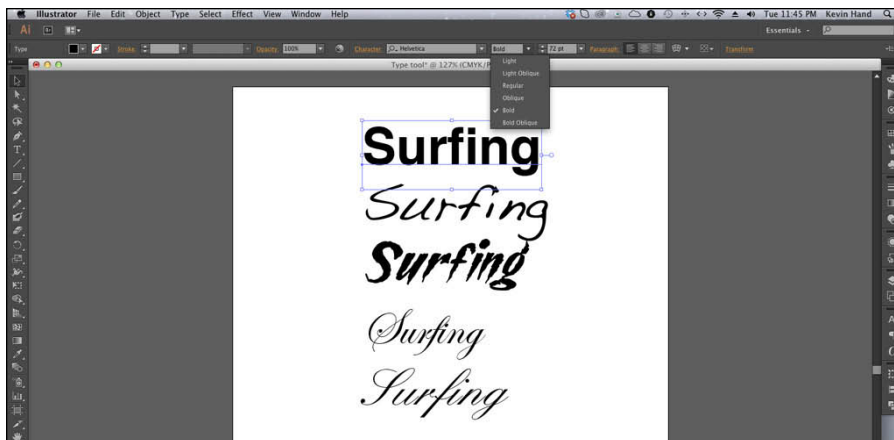 Illustrator File Edit Object Type Select Effect View Window Help Tue 11:45 PM Kevin Hand
Ai Br Essentials
Type Stroke: Opacity: 100% Character: Helvetica Bold 72 pt Paragraph: Transform
Type tool* @ 127% (CMYK/P
Light
Light Oblique
Regular
Oblique
Bold
Bold Oblique
Surfing
Surfing
Surfing
Surfing
Surfing